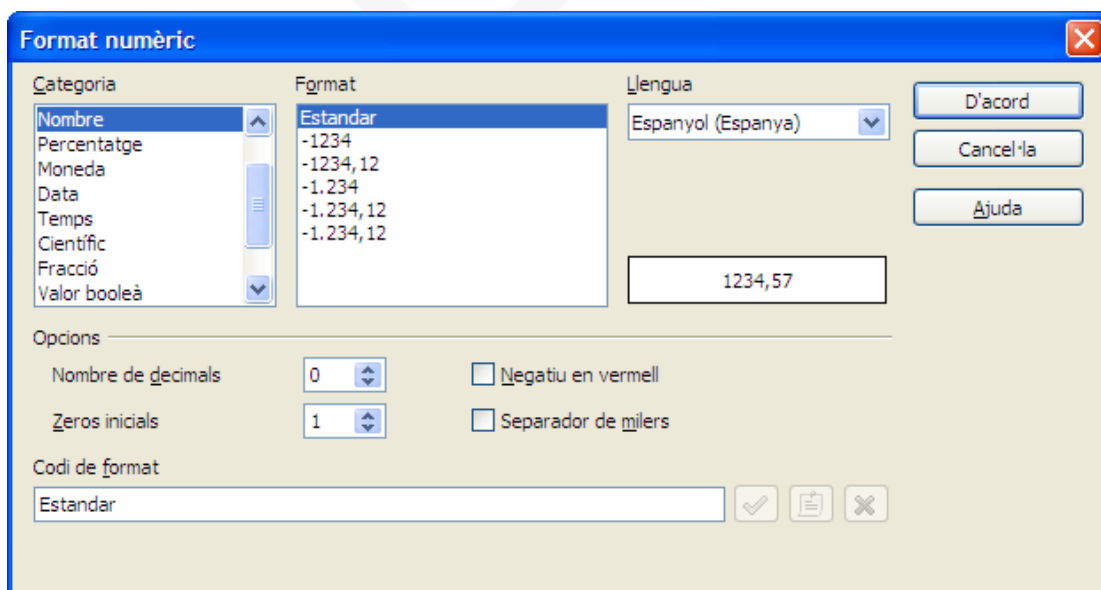 Format numèric
Categoria
Nombre
Percentatge
Moneda
Data
Temps
Científic
Fracció
Valor booleà
Format
Estandar
-1234
-1234,12
-1.234
-1.234,12
-1.234,12
Llengua
Espanyol (Espanya)
1234,57
D'acord
Cancel·la
Ajuda
Opcions
Nombre de decimals 0
Negatiu en vermell
Zeros inicials 1
Separador de milers
Codi de format
Estandar